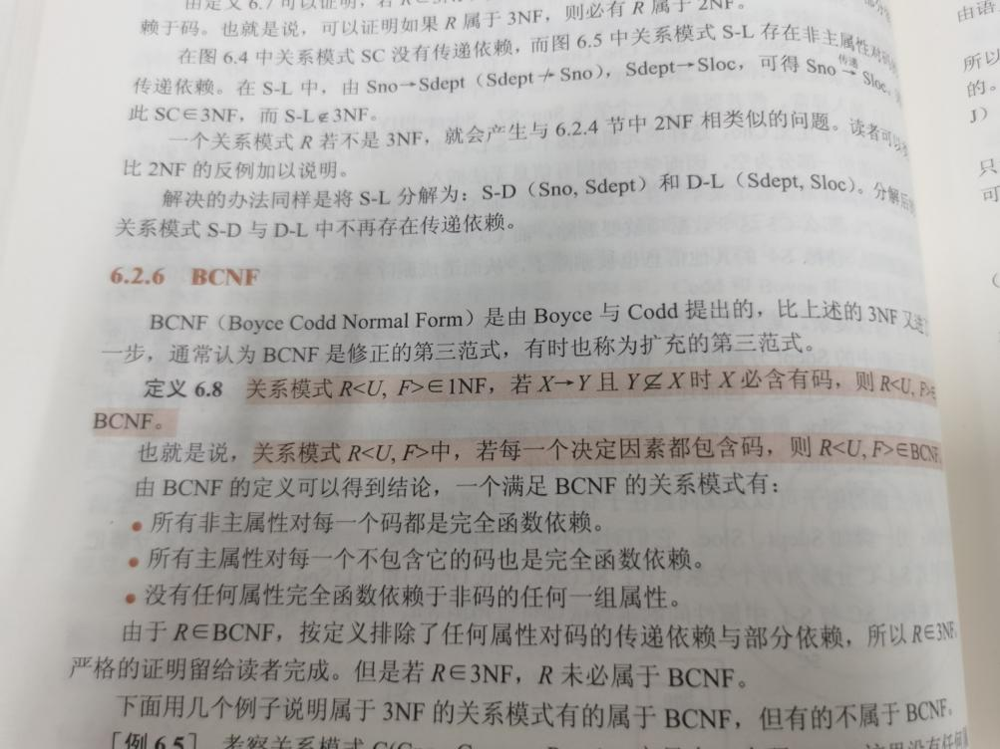 由定义 6.7 可以证明，若 R
赖于码。也就是说，可以证明如果 R 属于 3NF，则必有 R 属于 2NF。
在图 6.4 中关系模式 SC 没有传递依赖，而图 6.5 中关系模式 S-L 存在非主属性对码
传递依赖。在 S-L 中，由 Sno→Sdept（Sdept↛Sno），Sdept→Sloc，可得 Sno 传递→ Sloc。
此 SC∈3NF，而 S-L∉3NF。
一个关系模式 R 若不是 3NF，就会产生与 6.2.4 节中 2NF 相类似的问题。读者可以
比 2NF 的反例加以说明。
解决的办法同样是将 S-L 分解为：S-D（Sno, Sdept）和 D-L（Sdept, Sloc）。分解后
关系模式 S-D 与 D-L 中不再存在传递依赖。
6.2.6 BCNF
BCNF（Boyce Codd Normal Form）是由 Boyce 与 Codd 提出的，比上述的 3NF 又进
一步，通常认为 BCNF 是修正的第三范式，有时也称为扩充的第三范式。
定义 6.8 关系模式 R<U, F>∈1NF，若 X→Y 且 Y⊈X 时 X 必含有码，则 R<U, F>∈
BCNF。
也就是说，关系模式 R<U, F>中，若每一个决定因素都包含码，则 R<U, F>∈BCNF
由 BCNF 的定义可以得到结论，一个满足 BCNF 的关系模式有：
● 所有非主属性对每一个码都是完全函数依赖。
● 所有主属性对每一个不包含它的码也是完全函数依赖。
● 没有任何属性完全函数依赖于非码的任何一组属性。
由于 R∈BCNF，按定义排除了任何属性对码的传递依赖与部分依赖，所以 R∈3NF
严格的证明留给读者完成。但是若 R∈3NF，R 未必属于 BCNF。
下面用几个例子说明属于 3NF 的关系模式有的属于 BCNF，但有的不属于 BCNF。
［例 6.5］ 考察关系模式
由语
所以
的。
J）
只
可